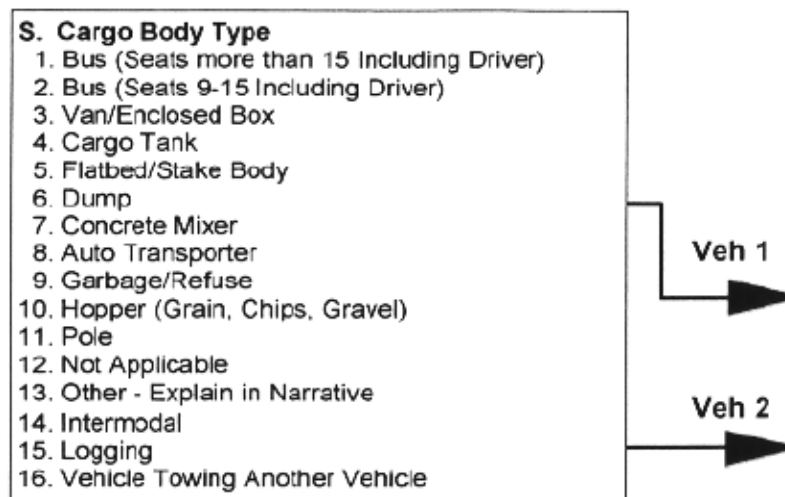 S. Cargo Body Type
1. Bus (Seats more than 15 Including Driver)
2. Bus (Seats 9-15 Including Driver)
3. Van/Enclosed Box
4. Cargo Tank
5. Flatbed/Stake Body
6. Dump
7. Concrete Mixer
8. Auto Transporter
9. Garbage/Refuse
10. Hopper (Grain, Chips, Gravel)
11. Pole
12. Not Applicable
13. Other - Explain in Narrative
14. Intermodal
15. Logging
16. Vehicle Towing Another Vehicle
Veh 1
Veh 2